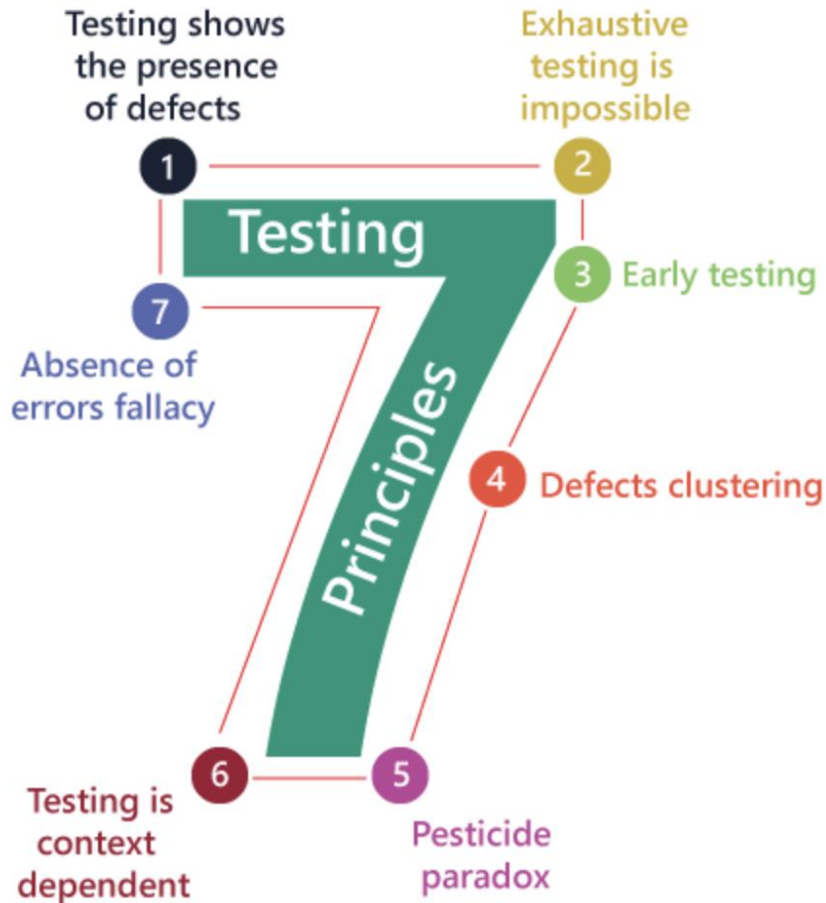 Testing shows
the presence
of defects
1
Exhaustive
testing is
impossible
2
Testing
3
Early testing
7
Absence of
errors fallacy
Principles
4
Defects clustering
6
Testing is
context
dependent
5
Pesticide
paradox